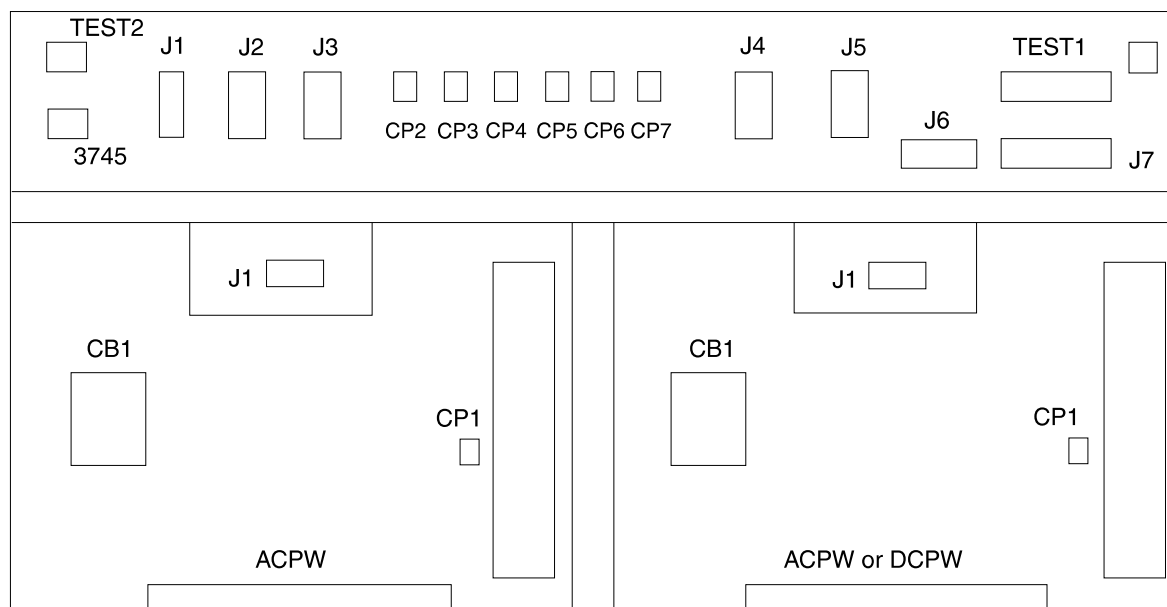 TEST2
J1
J2
J3
J4
J5
TEST1
CP2
CP3
CP4
CP5
CP6
CP7
J6
3745
J7
J1
J1
CB1
CB1
CP1
CP1
ACPW
ACPW or DCPW